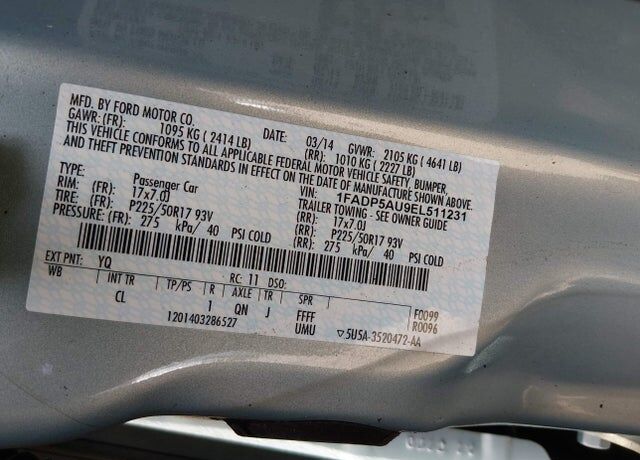 MFD. BY FORD MOTOR CO.
DATE: 03/14 GVWR: 2105 KG ( 4641 LB)
GAWR: (FR): 1095 KG ( 2414 LB) (RR): 1010 KG ( 2227 LB)
THIS VEHICLE CONFORMS TO ALL APPLICABLE FEDERAL MOTOR VEHICLE SAFETY, BUMPER,
AND THEFT PREVENTION STANDARDS IN EFFECT ON THE DATE OF MANUFACTURE SHOWN ABOVE.
VIN: 1FADP5AU9EL511231
TYPE: Passenger Car TRAILER TOWING - SEE OWNER GUIDE
RIM: (FR): 17x7.0J (RR): 17x7.0J
TIRE: (FR): P225/50R17 93V (RR): P225/50R17 93V
PRESSURE: (FR): 275 kPa/ 40 PSI COLD (RR): 275 kPa/ 40 PSI COLD
EXT PNT: YQ RC: 11 DSO:
WB INT TR TP/PS R AXLE TR SPR
CL 1 QN J FFFF F0099
1201403286527 UMU R0096
▽5U5A-3520472-AA